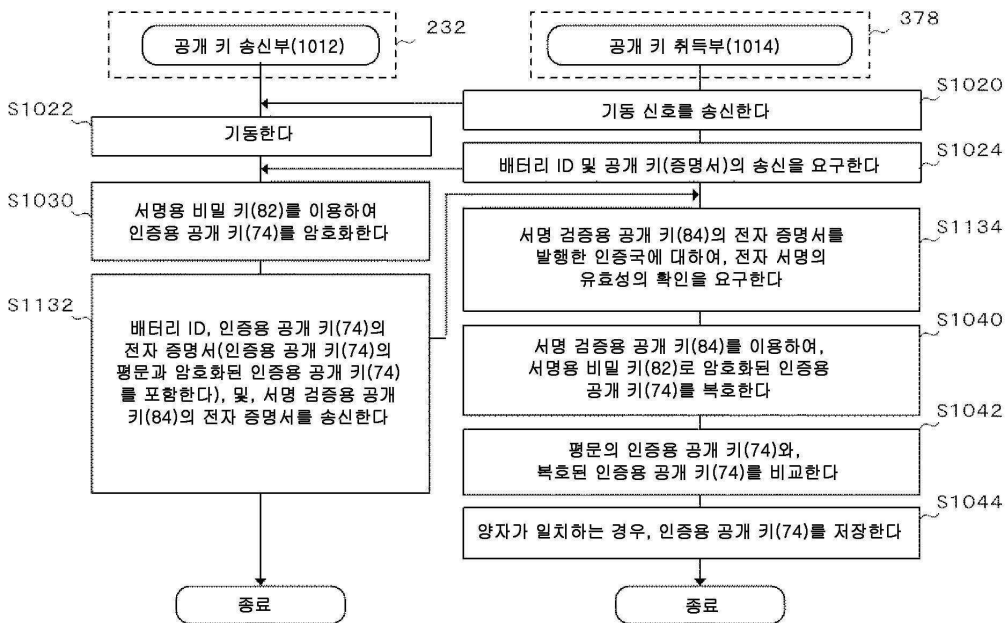 공개 키 송신부(1012)
232
공개 키 취득부(1014)
378
S1020
기동 신호를 송신한다
S1022
기동한다
S1024
배터리 ID 및 공개 키(증명서)의 송신을 요구한다
S1030
서명용 비밀 키(82)를 이용하여
인증용 공개 키(74)를 암호화한다
S1134
서명 검증용 공개 키(84)의 전자 증명서를
발행한 인증국에 대하여, 전자 서명의
유효성의 확인을 요구한다
S1132
배터리 ID, 인증용 공개 키(74)의
전자 증명서(인증용 공개 키(74)의
평문과 암호화된 인증용 공개 키(74)
를 포함한다), 및, 서명 검증용 공개
키(84)의 전자 증명서를 송신한다
S1040
서명 검증용 공개 키(84)를 이용하여,
서명용 비밀 키(82)로 암호화된 인증용
공개 키(74)를 복호한다
S1042
평문의 인증용 공개 키(74)와,
복호된 인증용 공개 키(74)를 비교한다
S1044
양자가 일치하는 경우, 인증용 공개 키(74)를 저장한다
종료
종료